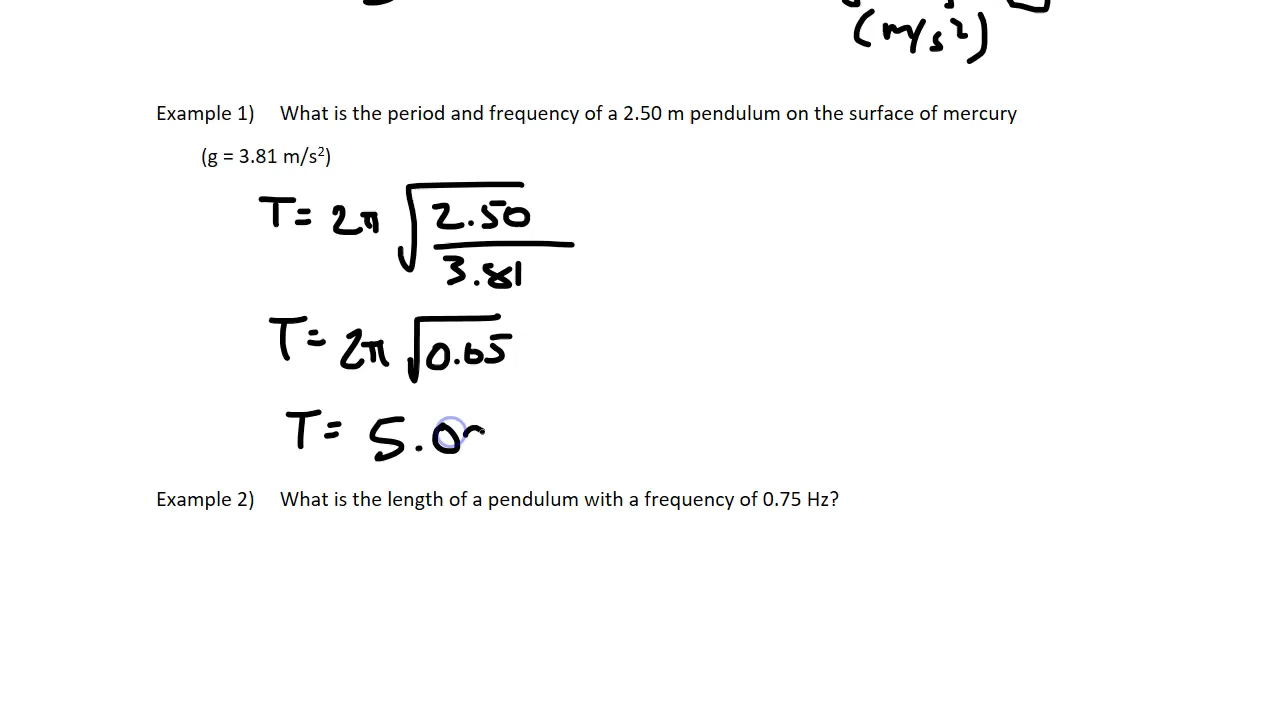 (m/s²)
Example 1) What is the period and frequency of a 2.50 m pendulum on the surface of mercury
(g = 3.81 m/s²)
T = 2π √2.50
3.81
T = 2π √0.65
T = 5.0
Example 2) What is the length of a pendulum with a frequency of 0.75 Hz?